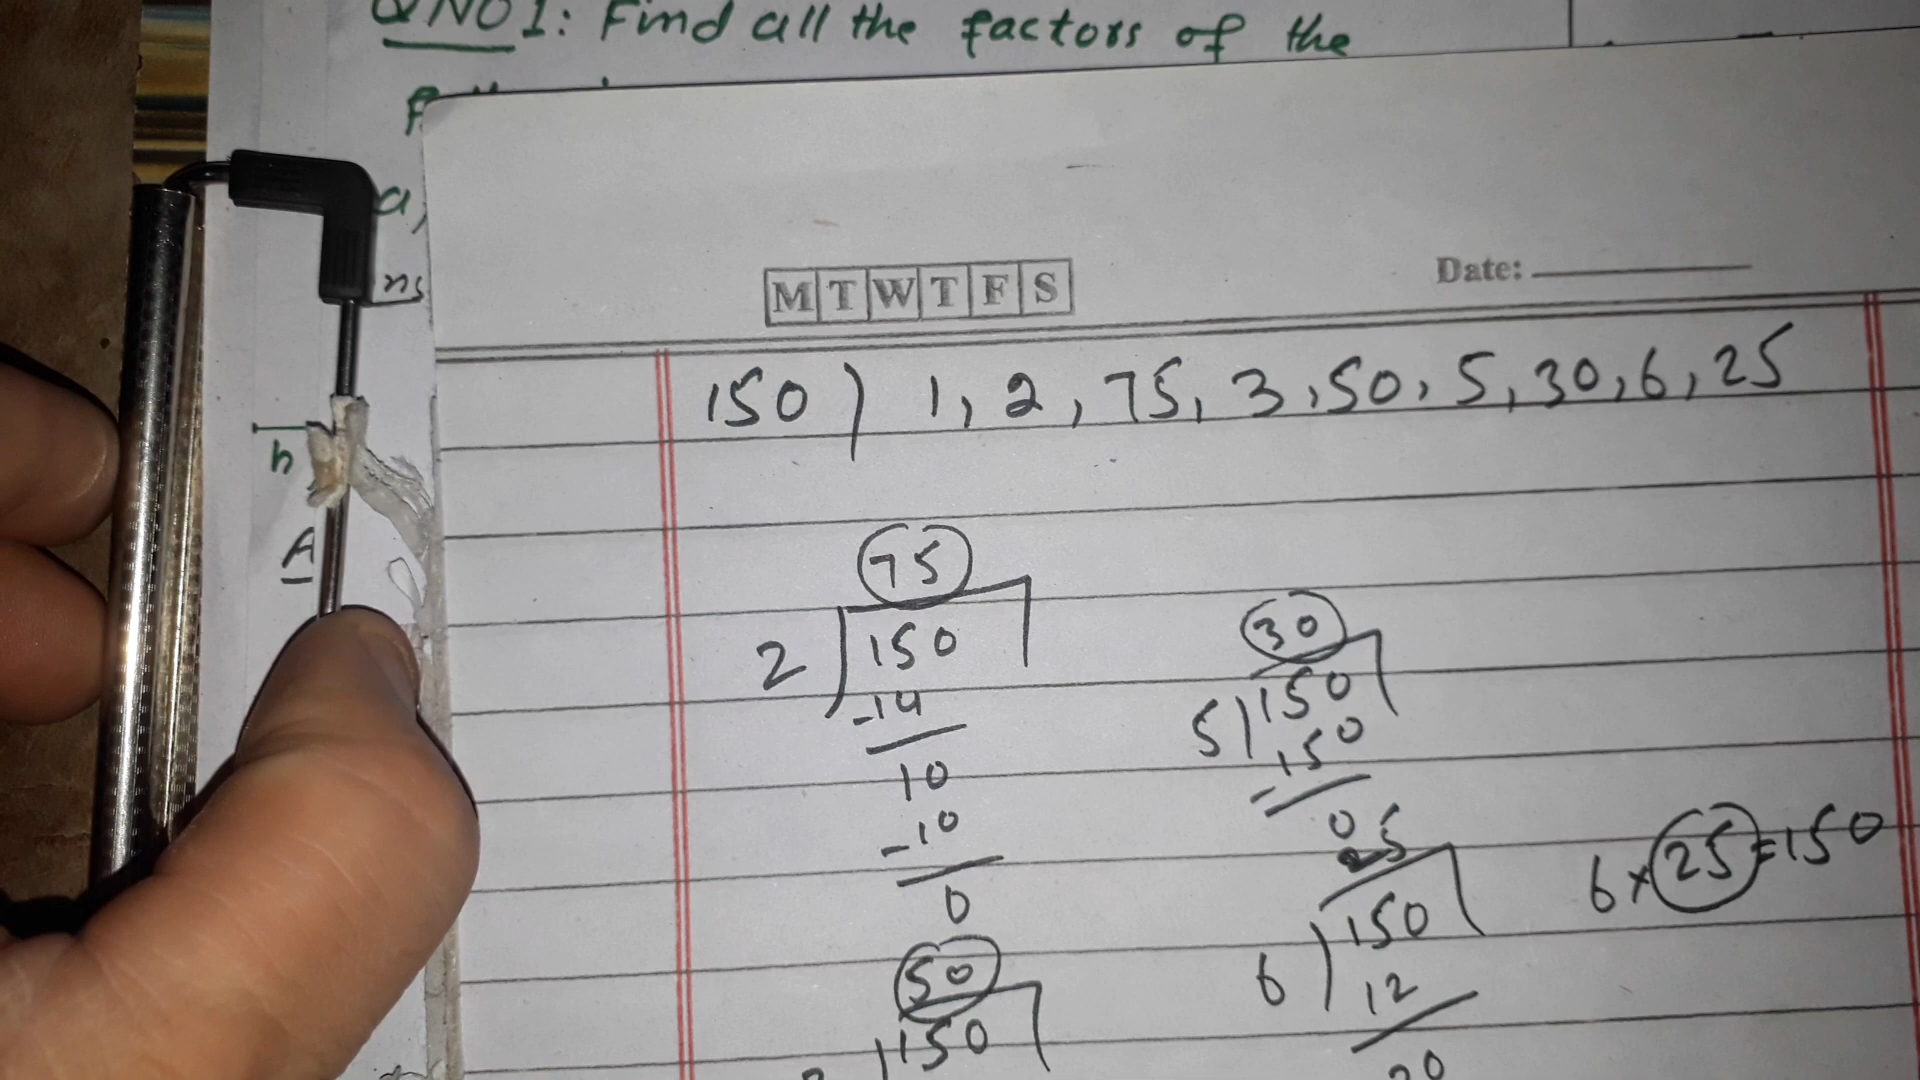 QNO1: Find all the factors of the
a,
ns
M T W T F S
Date:
150) 1, 2, 75, 3, 50, 5, 30, 6, 25
h
A
75
2 150
-14
10
-10
0
50
150
30
5 150
-150
0
25
6 150
12
30
6 x 25 = 150